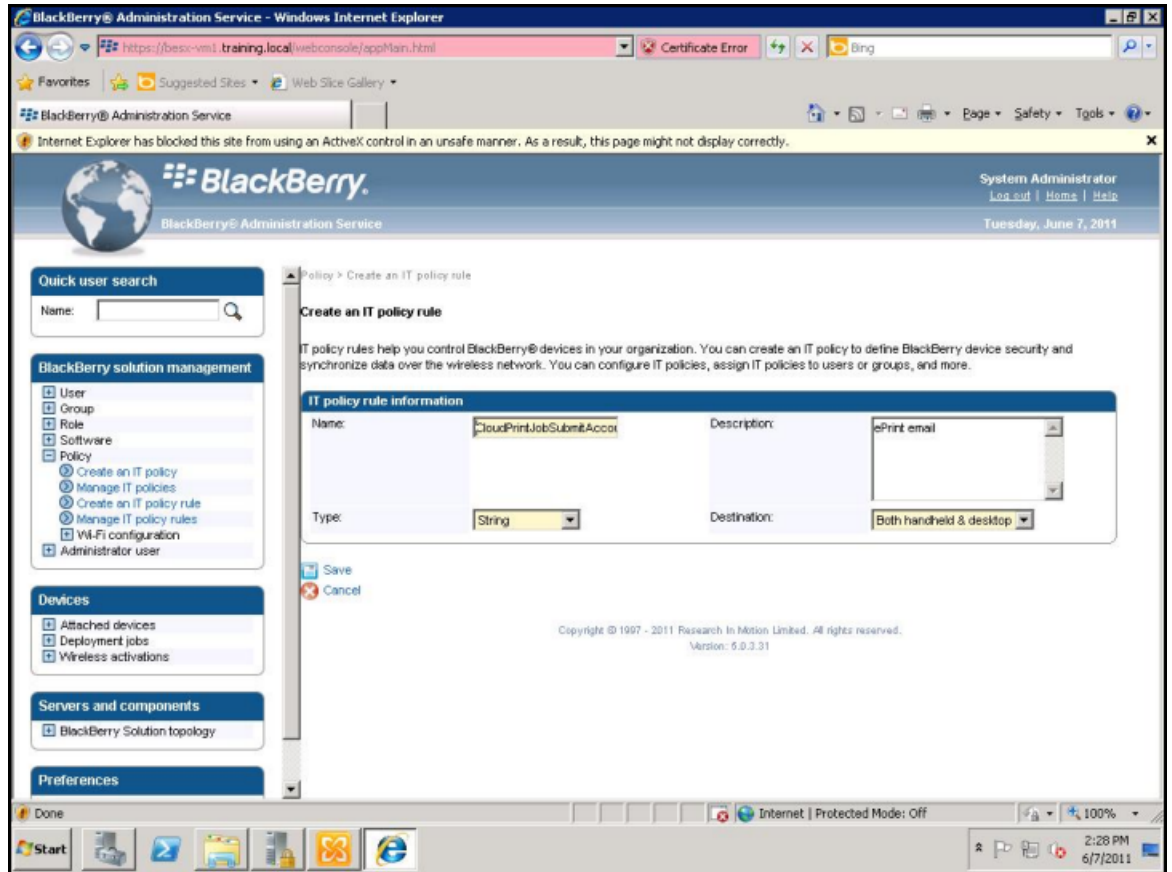 BlackBerry® Administration Service - Windows Internet Explorer
https://besx-vm1.training.local/webconsole/appMain.html
Certificate Error
Bing
Favorites
Suggested Sites
Web Slice Gallery
BlackBerry® Administration Service
Page
Safety
Tools
Internet Explorer has blocked this site from using an ActiveX control in an unsafe manner. As a result, this page might not display correctly.
BlackBerry.
BlackBerry® Administration Service
System Administrator
Log out | Home | Help
Tuesday, June 7, 2011
Quick user search
Name:
BlackBerry solution management
User
Group
Role
Software
Policy
Create an IT policy
Manage IT policies
Create an IT policy rule
Manage IT policy rules
Wi-Fi configuration
Administrator user
Devices
Attached devices
Deployment jobs
Wireless activations
Servers and components
BlackBerry Solution topology
Preferences
Policy > Create an IT policy rule
Create an IT policy rule
IT policy rules help you control BlackBerry® devices in your organization. You can create an IT policy to define BlackBerry device security and
synchronize data over the wireless network. You can configure IT policies, assign IT policies to users or groups, and more.
IT policy rule information
Name:
CloudPrintJobSubmitAccou
Description:
ePrint email
Type:
String
Destination:
Both handheld & desktop
Save
Cancel
Copyright © 1997 - 2011 Research In Motion Limited. All rights reserved.
Version: 5.0.3.31
Done
Internet | Protected Mode: Off
100%
Start
2:28 PM
6/7/2011